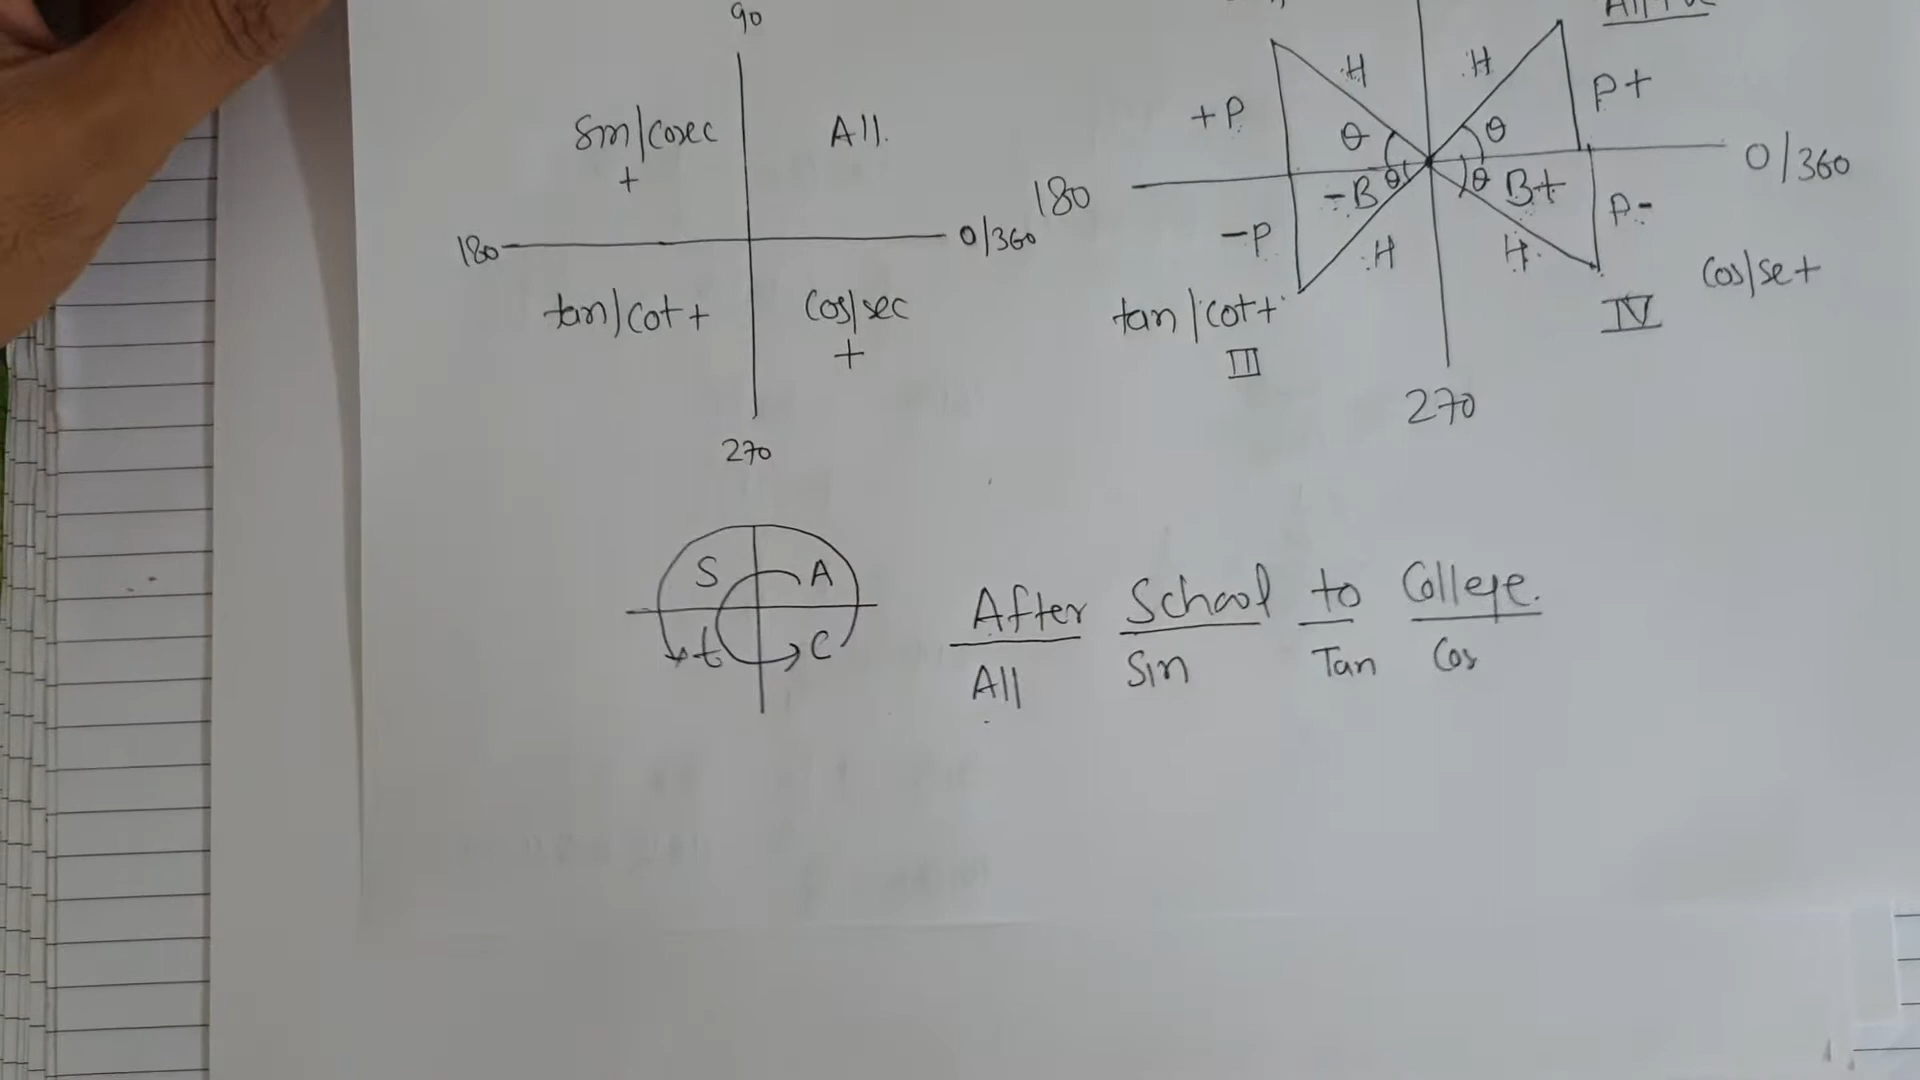 90
sin/cosec
+
All.
180
0/360
tan/cot +
cos/sec
+
270
H
H
+P
P+
θ
θ
180
0/360
-B
θ
θ
B+
-P
P-
H
H
tan/cot+
III
cos/se+
IV
270
S A
t C
After School to College.
All Sin Tan Cos